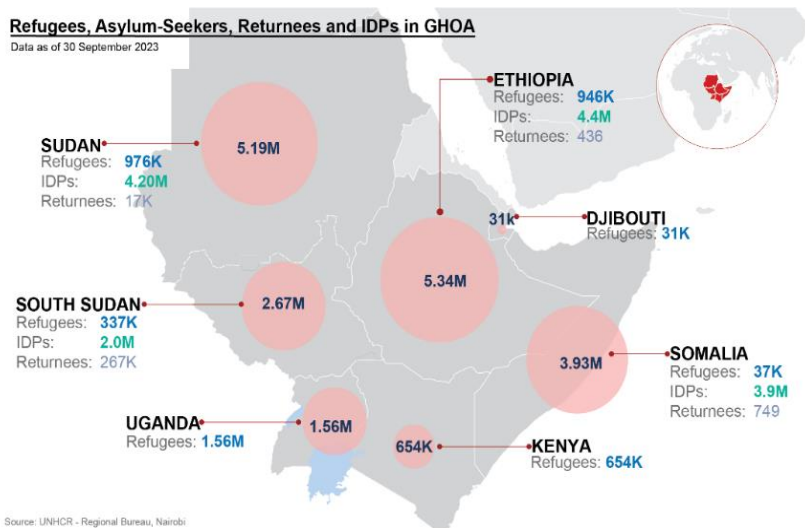 Refugees, Asylum-Seekers, Returnees and IDPs in GHOA
Data as of 30 September 2023
ETHIOPIA
Refugees: 946K
IDPs: 4.4M
Returnees: 436
SUDAN
Refugees: 976K
IDPs: 4.20M
Returnees: 17K
5.19M
31k
DJIBOUTI
Refugees: 31K
5.34M
SOUTH SUDAN
Refugees: 337K
IDPs: 2.0M
Returnees: 267K
2.67M
3.93M
SOMALIA
Refugees: 37K
IDPs: 3.9M
Returnees: 749
UGANDA
Refugees: 1.56M
1.56M
654K
KENYA
Refugees: 654K
Source: UNHCR - Regional Bureau, Nairobi